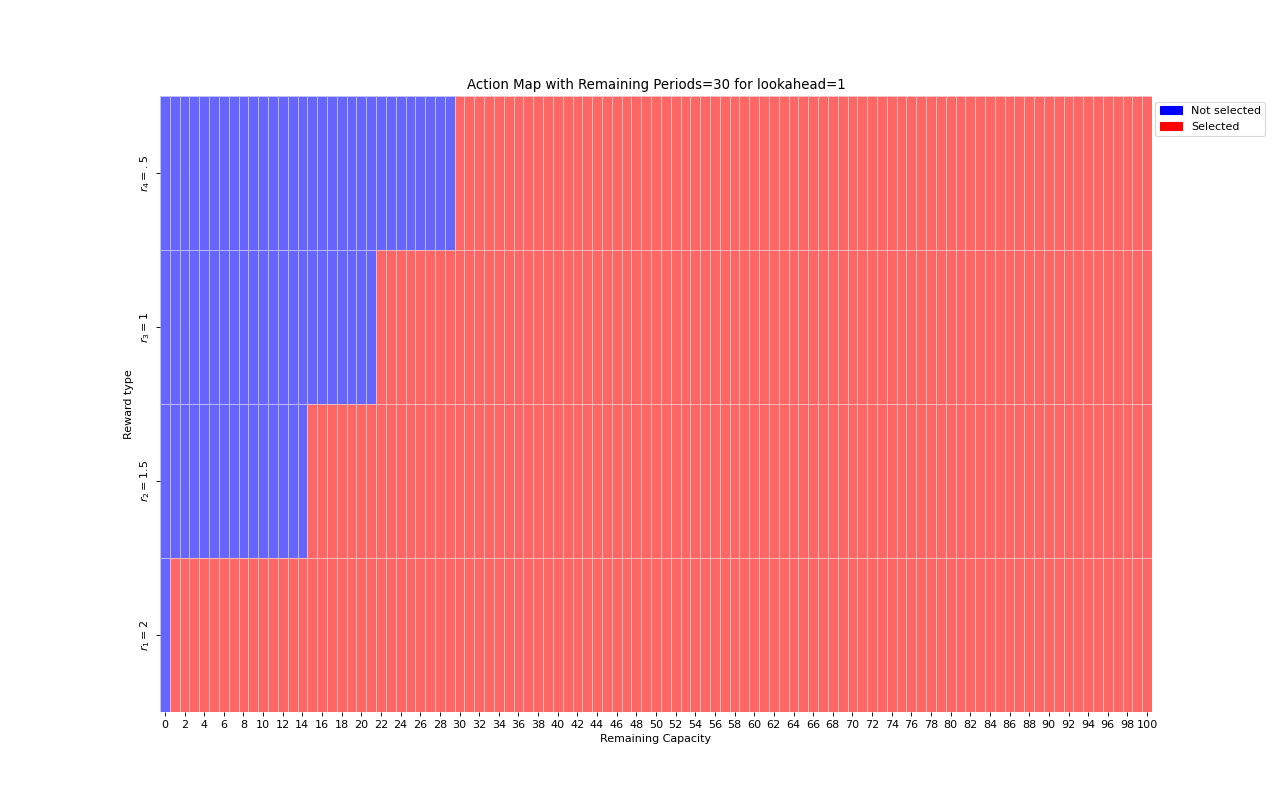 Action Map with Remaining Periods=30 for lookahead=1
Not selected
Selected
r₄ = .5
r₃ = 1
r₂ = 1.5
r₁ = 2
Reward type
0 2 4 6 8 10 12 14 16 18 20 22 24 26 28 30 32 34 36 38 40 42 44 46 48 50 52 54 56 58 60 62 64 66 68 70 72 74 76 78 80 82 84 86 88 90 92 94 96 98 100
Remaining Capacity